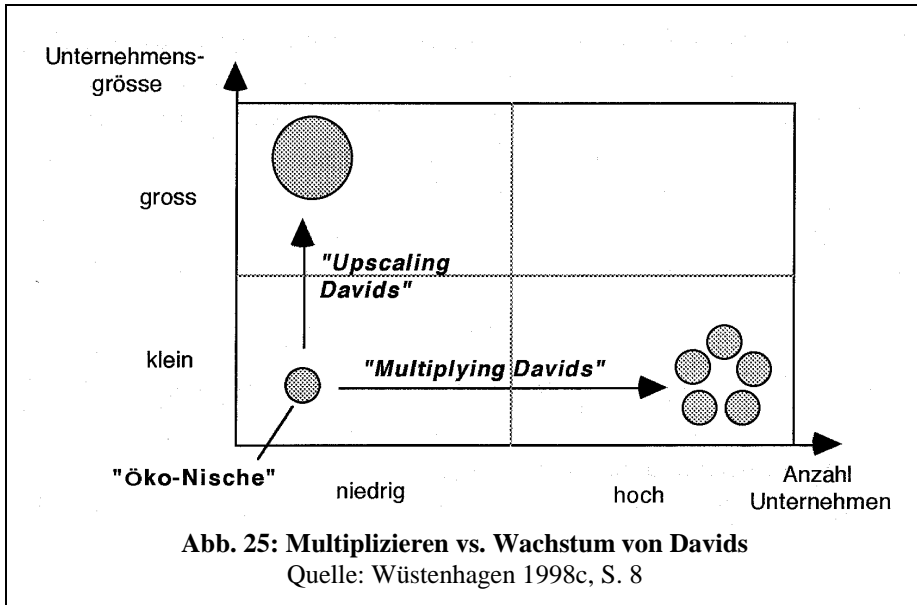 Unternehmens-
grösse
gross
"Upscaling
Davids"
klein
"Multiplying Davids"
"Öko-Nische"
niedrig
hoch
Anzahl
Unternehmen
Abb. 25: Multiplizieren vs. Wachstum von Davids
Quelle: Wüstenhagen 1998c, S. 8